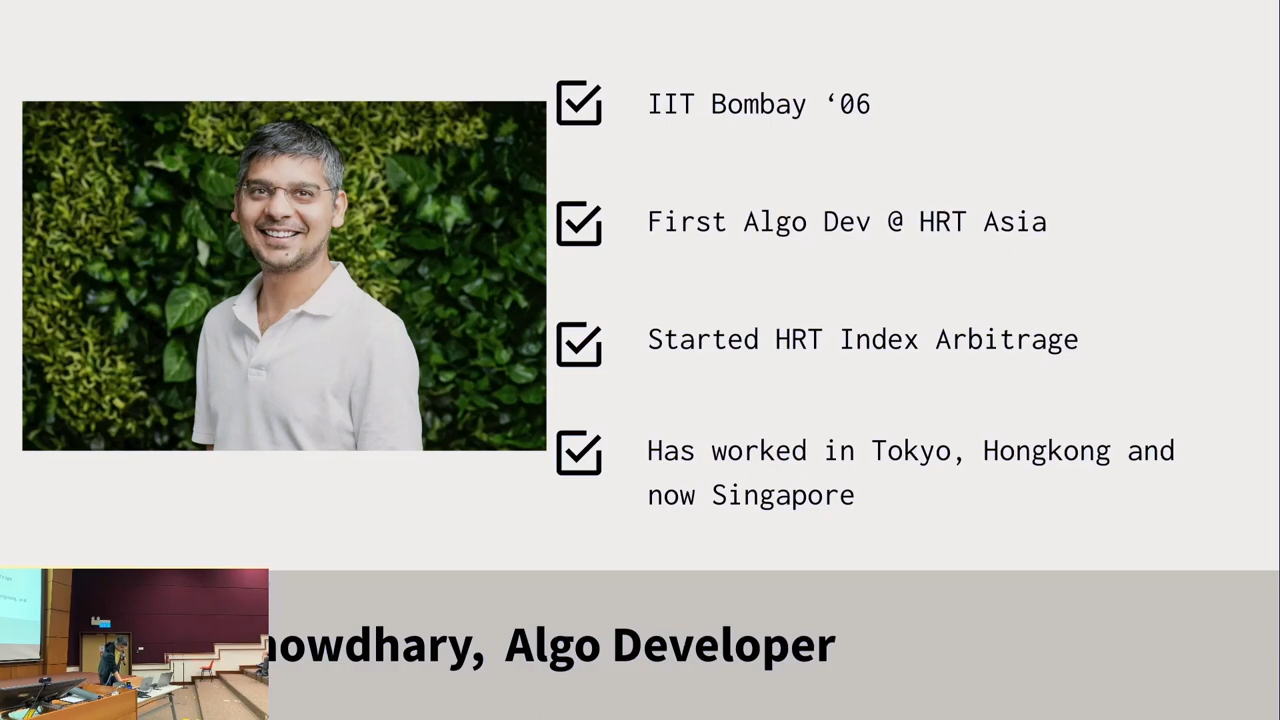 IIT Bombay ‘06
First Algo Dev @ HRT Asia
Started HRT Index Arbitrage
Has worked in Tokyo, Hongkong and
now Singapore
howdhary, Algo Developer